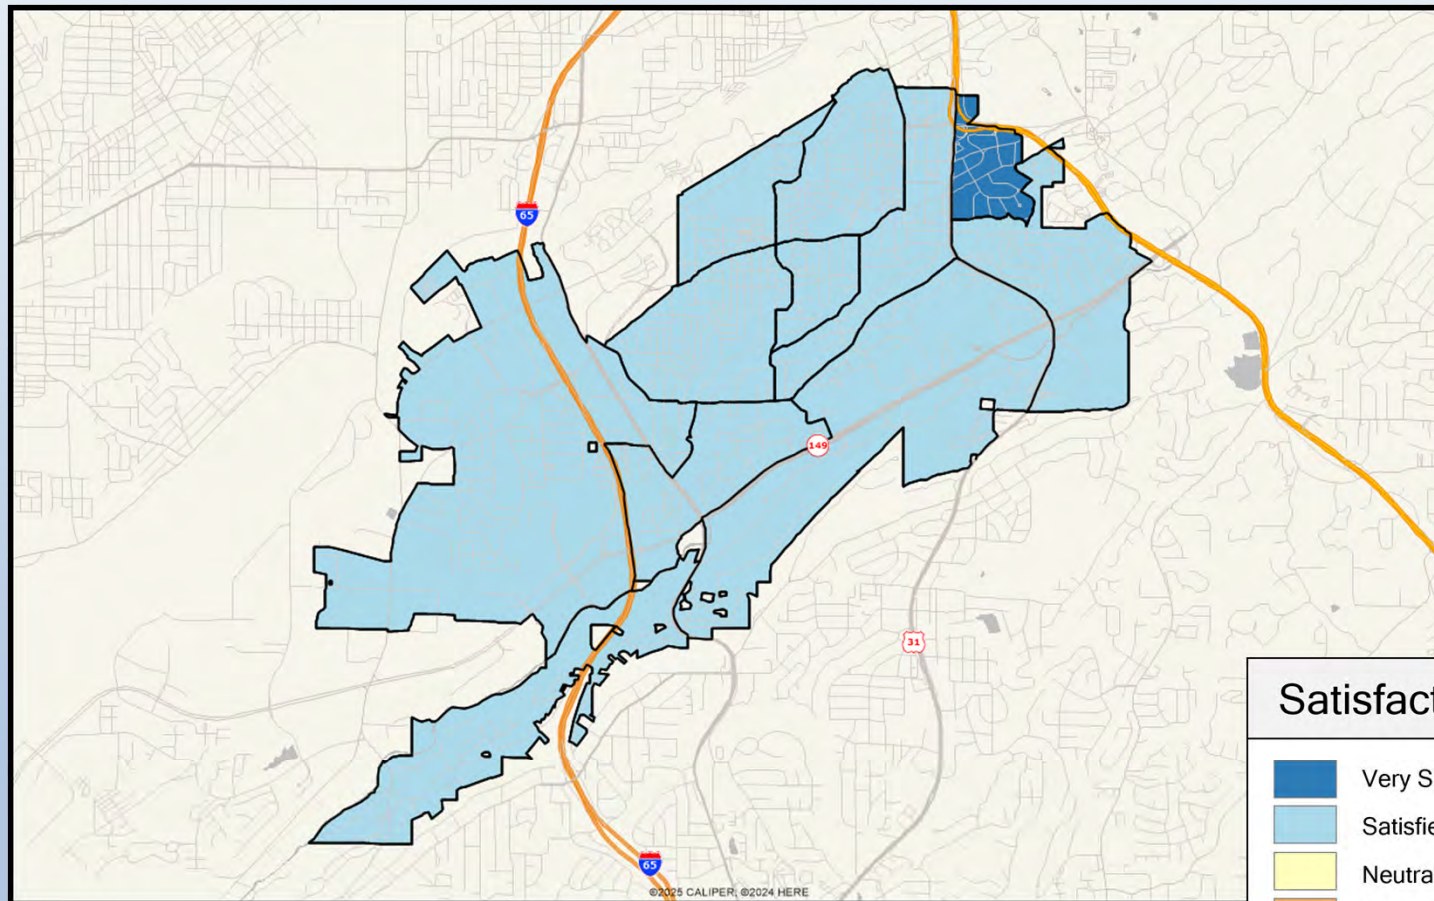 65
149
31
65
©2025 CALIPER; ©2024 HERE
Satisfact
Very S
Satisfie
Neutra